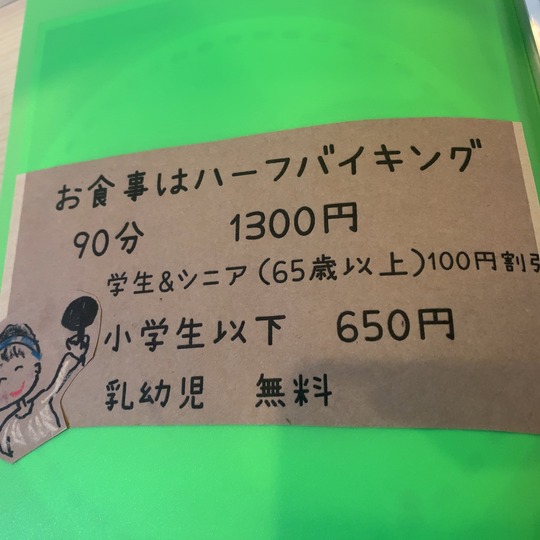 お食事はハーフバイキング
90分 1300円
学生&シニア(65歳以上)100円割引
小学生以下 650円
乳幼児 無料